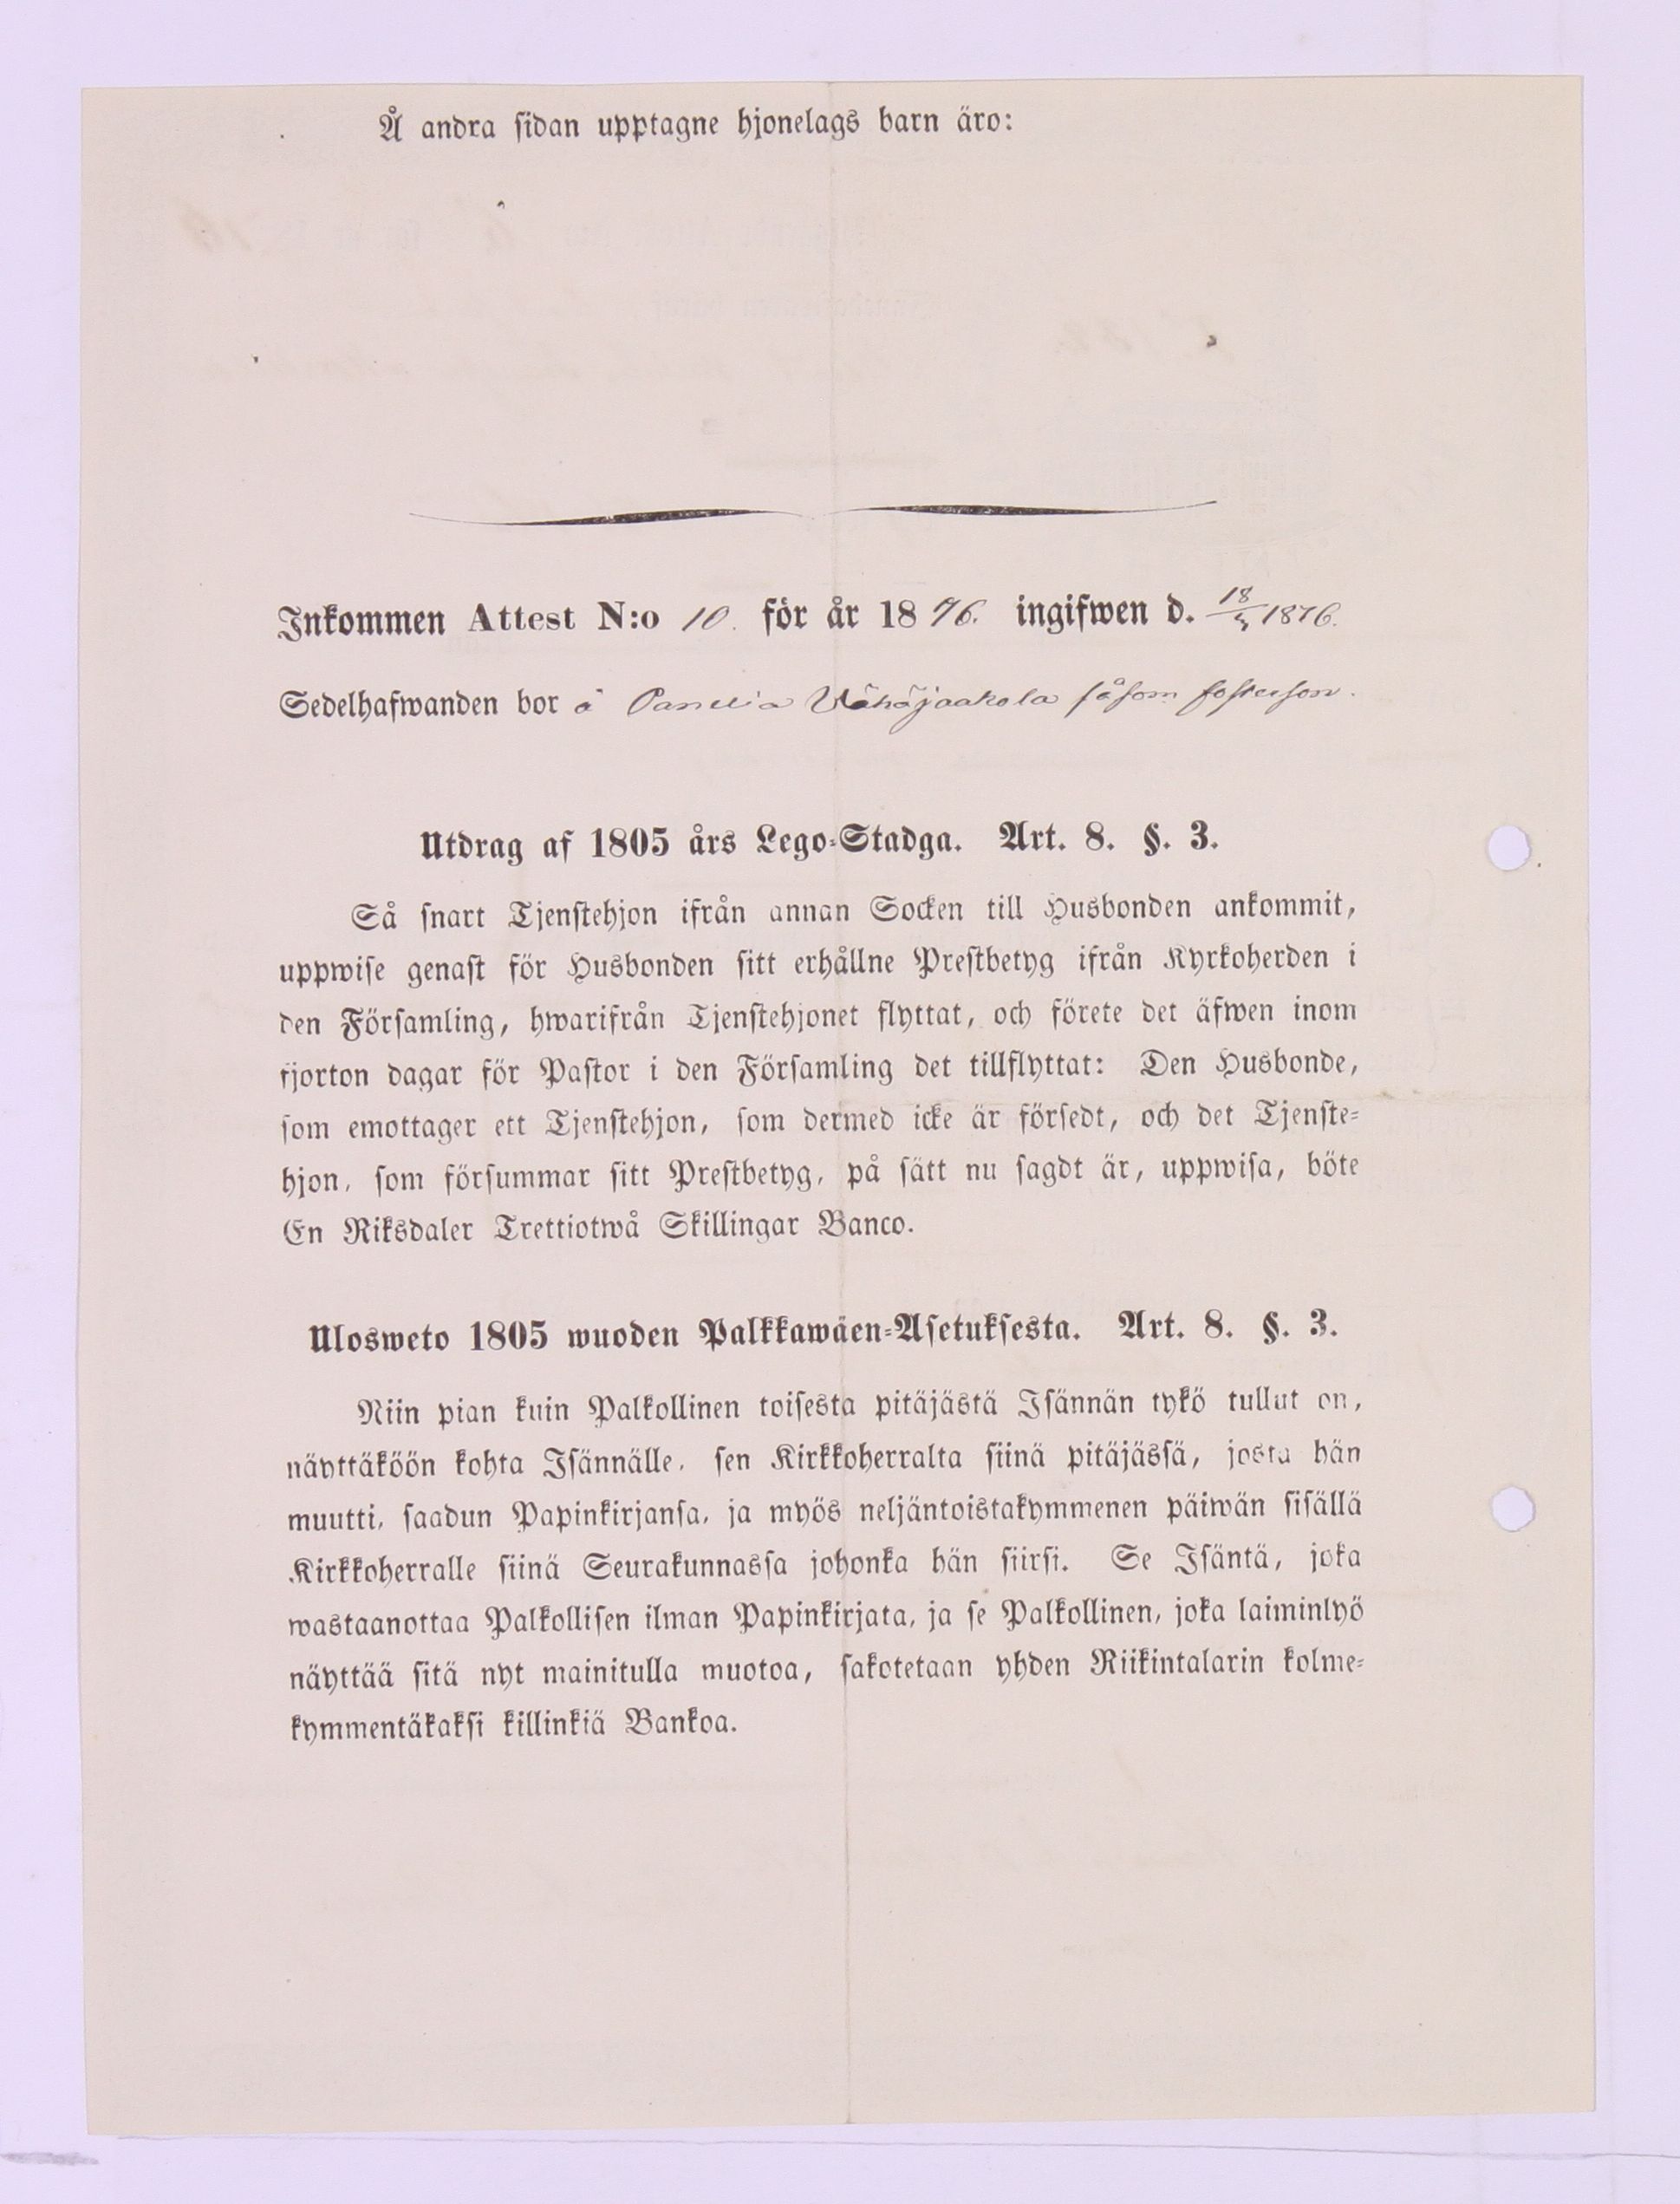 Å andra sidan upptagne hjonelags barn äro:
Inkommen Attest N:o 10. för år 1876. ingifwen d. 18/3 1876.
Sedelhafwanden bor å Panelia Vähäjaakola såsom fosterson.
Utdrag af 1805 års Lego-Stadga. Art. 8. §. 3.
Så snart Tjenstehjon ifrån annan Socken till Husbonden ankommit,
uppwise genast för Husbonden sitt erhållne Prestbetyg ifrån Kyrkoherden i
den Församling, hwarifrån Tjenstehjonet flyttat, och förete det äfwen inom
fjorton dagar för Pastor i den Församling det tillflyttat: Den Husbonde,
som emottager ett Tjenstehjon, som dermed icke är försedt, och det Tjenste-
hjon, som försummar sitt Prestbetyg, på sätt nu sagdt är, uppwisa, böte
En Riksdaler Trettiotwå Skillingar Banco.
Ulosweto 1805 wuoden Palkkawäen-Asetuksesta. Art. 8. §. 3.
Niin pian kuin Palkollinen toisesta pitäjästä Isännän tykö tullut on,
näyttäköön kohta Isännälle, sen Kirkkoherralta siinä pitäjässä, josta hän
muutti, saadun Papinkirjansa, ja myös neljäntoistakymmenen päiwän sisällä
Kirkkoherralle siinä Seurakunnassa johonka hän siirsi. Se Isäntä, joka
wastaanottaa Palkollisen ilman Papinkirjata, ja se Palkollinen, joka laiminlyö
näyttää sitä nyt mainitulla muotoa, sakotetaan yhden Riikintalarin kolme-
kymmentäkaksi killinkiä Bankoa.